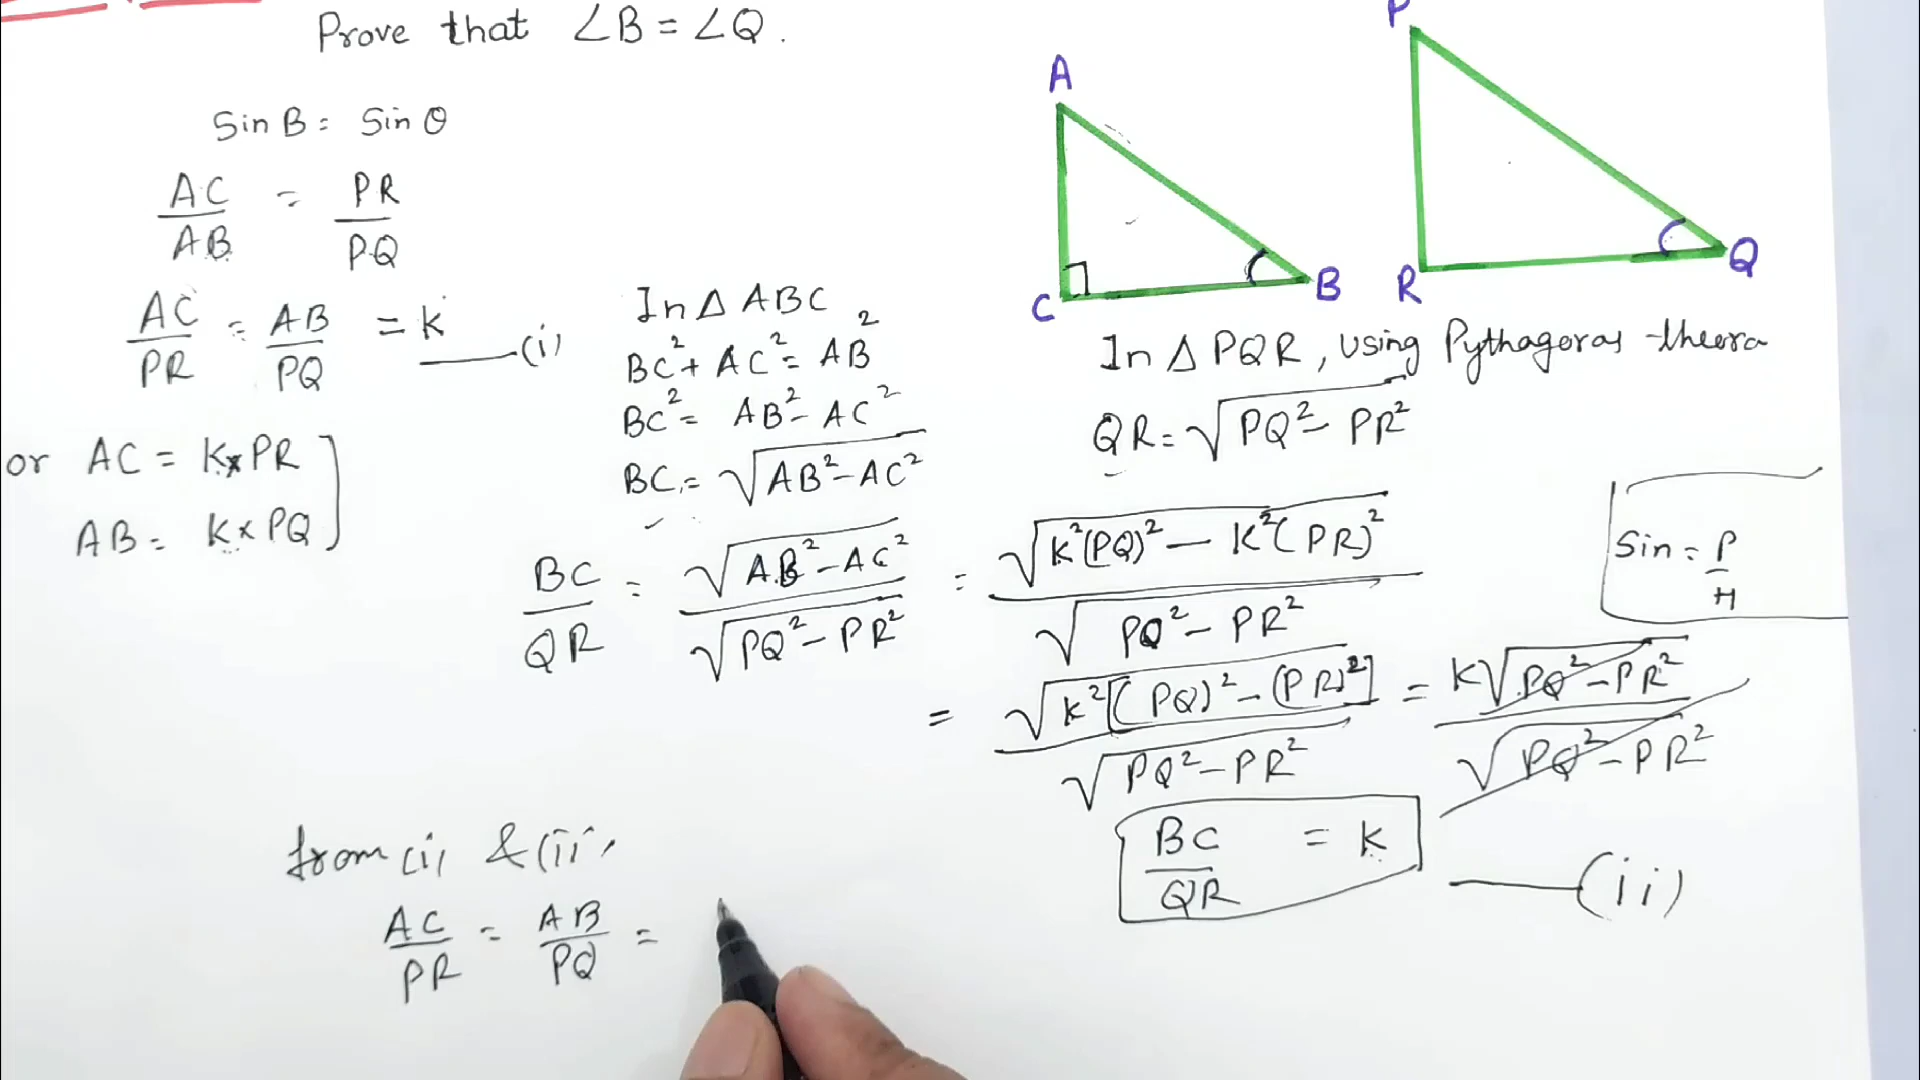 Prove that ∠B = ∠Q.
Sin B = Sin θ
AC/AB = PR/PQ
AC/PR = AB/PQ = k ——(i)
or AC = K×PR
AB = K×PQ
In Δ ABC
BC² + AC² = AB²
BC² = AB² - AC²
BC = √(AB² - AC²)
A
C
B
P
R
Q
In Δ PQR, using Pythagoras theora
QR = √(PQ² - PR²)
BC/QR = √(AB² - AC²)/√(PQ² - PR²) = √(K²(PQ)² - K²(PR)²)/√(PQ² - PR²)
= √(K²[(PQ)² - (PR)²])/√(PQ² - PR²) = K√(PQ² - PR²)/√(PQ² - PR²)
BC/QR = k ——(ii)
Sin = P/H
from (i) & (ii),
AC/PR = AB/PQ =